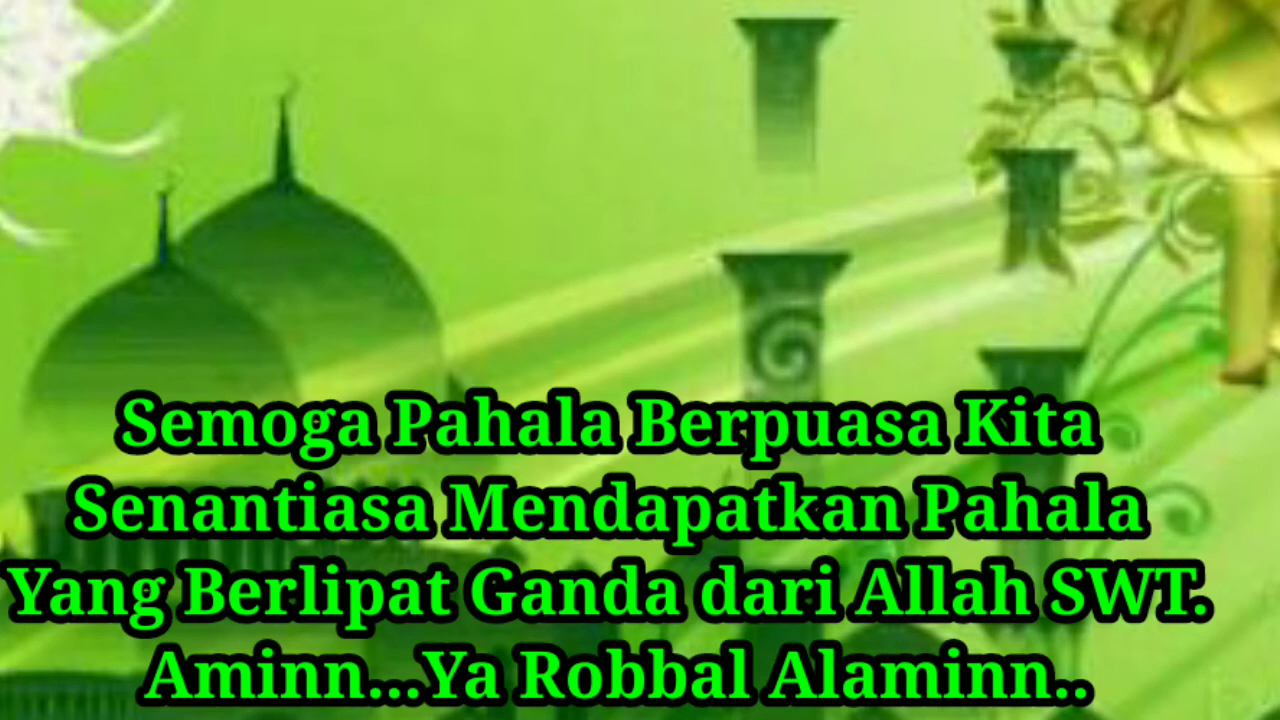 Semoga Pahala Berpuasa Kita
Senantiasa Mendapatkan Pahala
Yang Berlipat Ganda dari Allah SWT.
Aminn...Ya Robbal Alaminn..